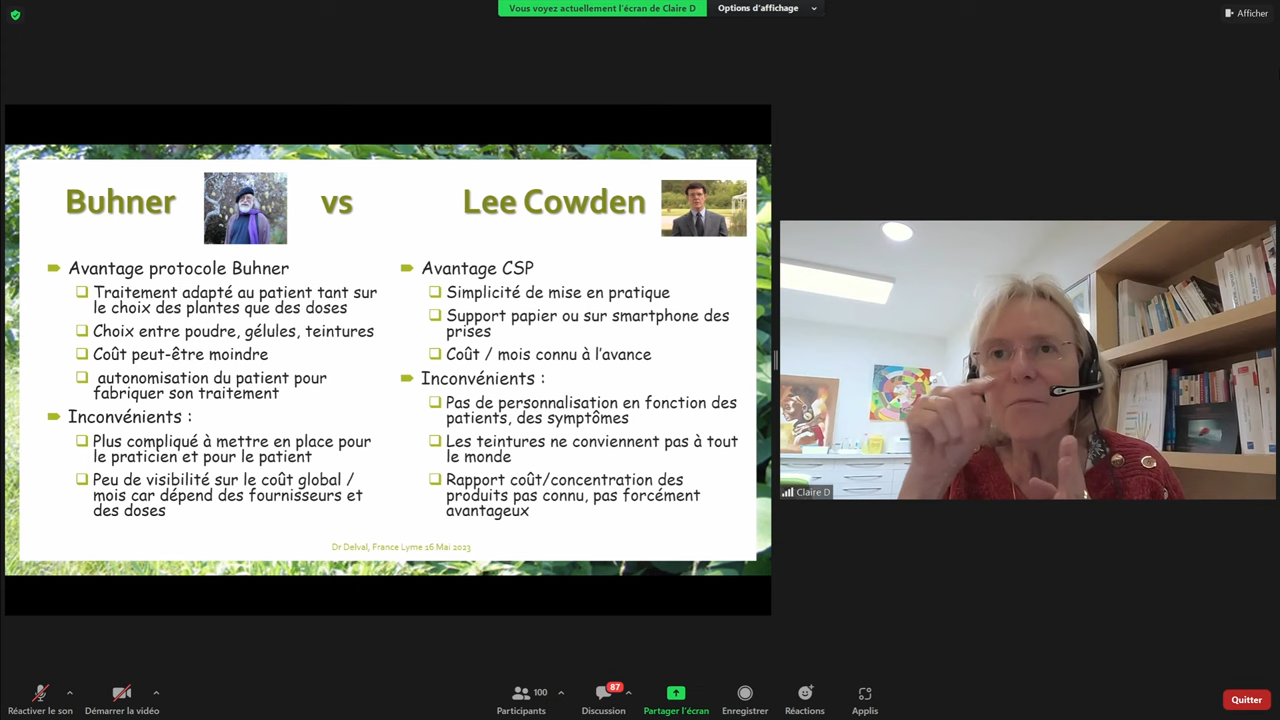 Vous voyez actuellement l'écran de Claire D
Options d'affichage
Afficher
Buhner
vs
Lee Cowden
Avantage protocole Buhner
Traitement adapté au patient tant sur
le choix des plantes que des doses
Choix entre poudre, gélules, teintures
Coût peut-être moindre
autonomisation du patient pour
fabriquer son traitement
Inconvénients :
Plus compliqué à mettre en place pour
le praticien et pour le patient
Peu de visibilité sur le coût global /
mois car dépend des fournisseurs et
des doses
Avantage CSP
Simplicité de mise en pratique
Support papier ou sur smartphone des
prises
Coût / mois connu à l'avance
Inconvénients :
Pas de personnalisation en fonction des
patients, des symptômes
Les teintures ne conviennent pas à tout
le monde
Rapport coût/concentration des
produits pas connu, pas forcément
avantageux
Dr Delval, France Lyme 16 Mai 2023
Claire D
Réactiver le son
Démarrer la vidéo
100
Participants
87
Discussion
Partager l'écran
Enregistrer
Réactions
Applis
Quitter